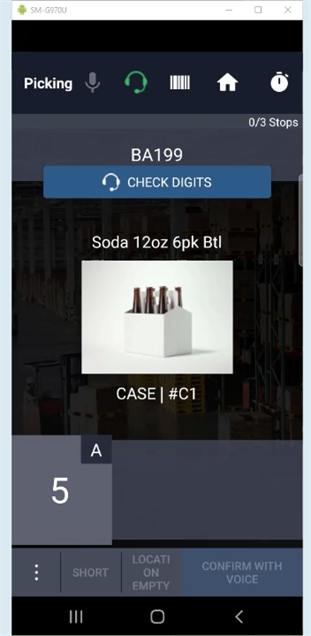 SM-G970U
Picking
0/3 Stops
BA199
CHECK DIGITS
Soda 12oz 6pk Btl
CASE | #C1
A
5
SHORT
LOCATI
ON
EMPTY
CONFIRM WITH
VOICE